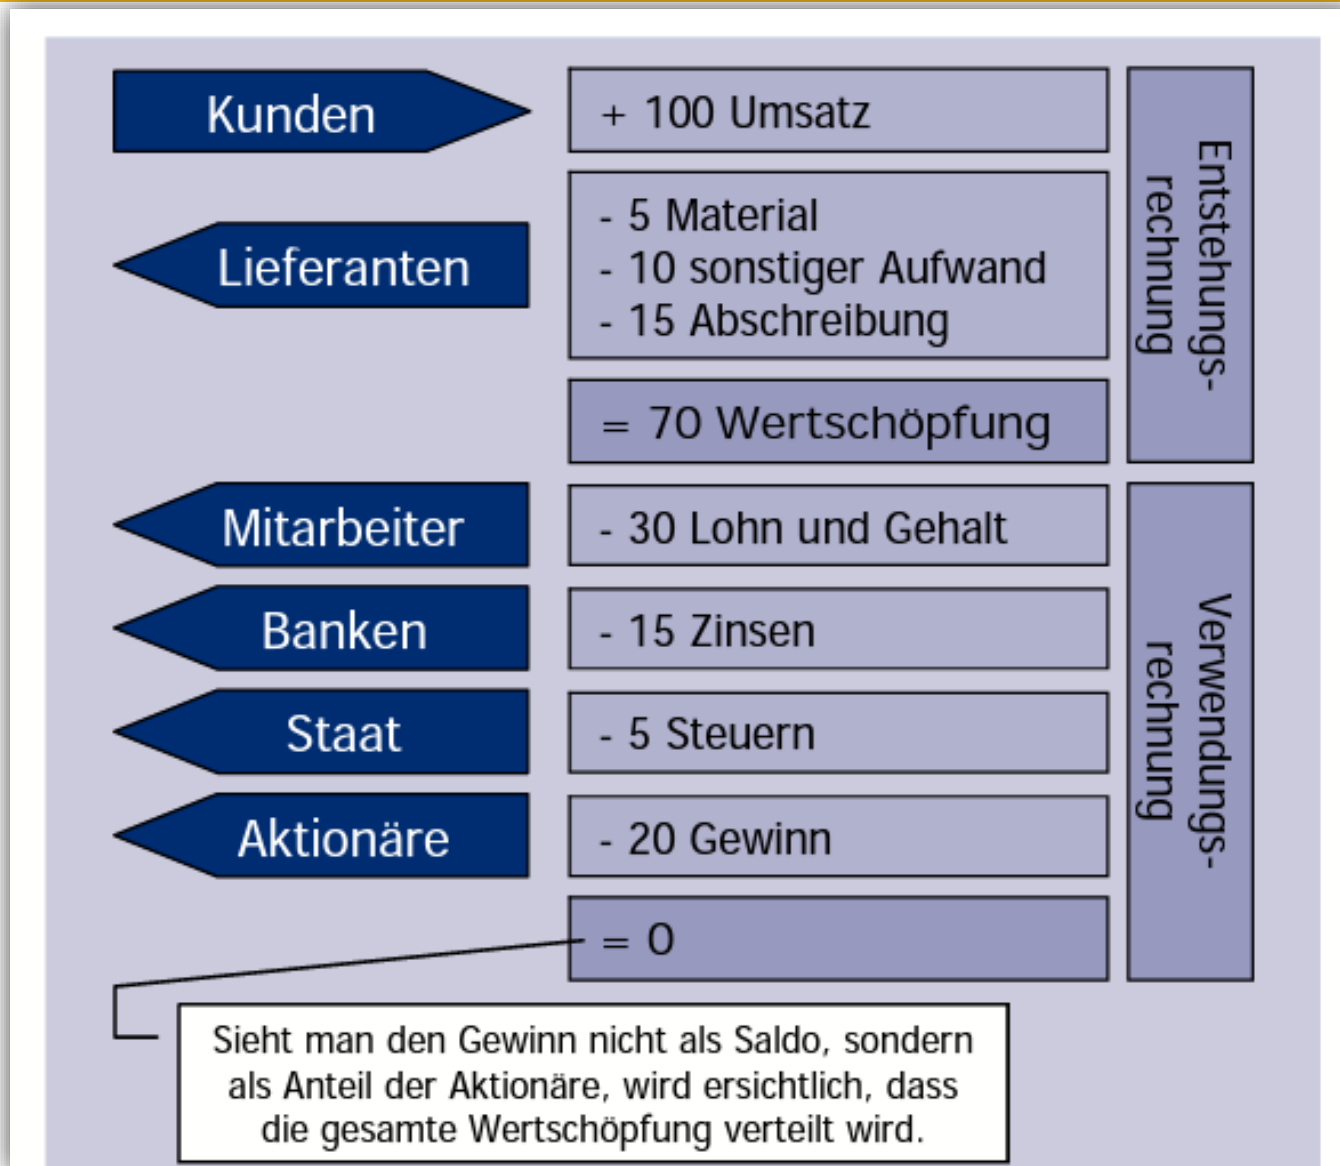 Kunden
+ 100 Umsatz
Lieferanten
- 5 Material
- 10 sonstiger Aufwand
- 15 Abschreibung
= 70 Wertschöpfung
Entstehungs-
rechnung
Mitarbeiter
- 30 Lohn und Gehalt
Banken
- 15 Zinsen
Staat
- 5 Steuern
Aktionäre
- 20 Gewinn
= 0
Verwendungs-
rechnung
Sieht man den Gewinn nicht als Saldo, sondern
als Anteil der Aktionäre, wird ersichtlich, dass
die gesamte Wertschöpfung verteilt wird.